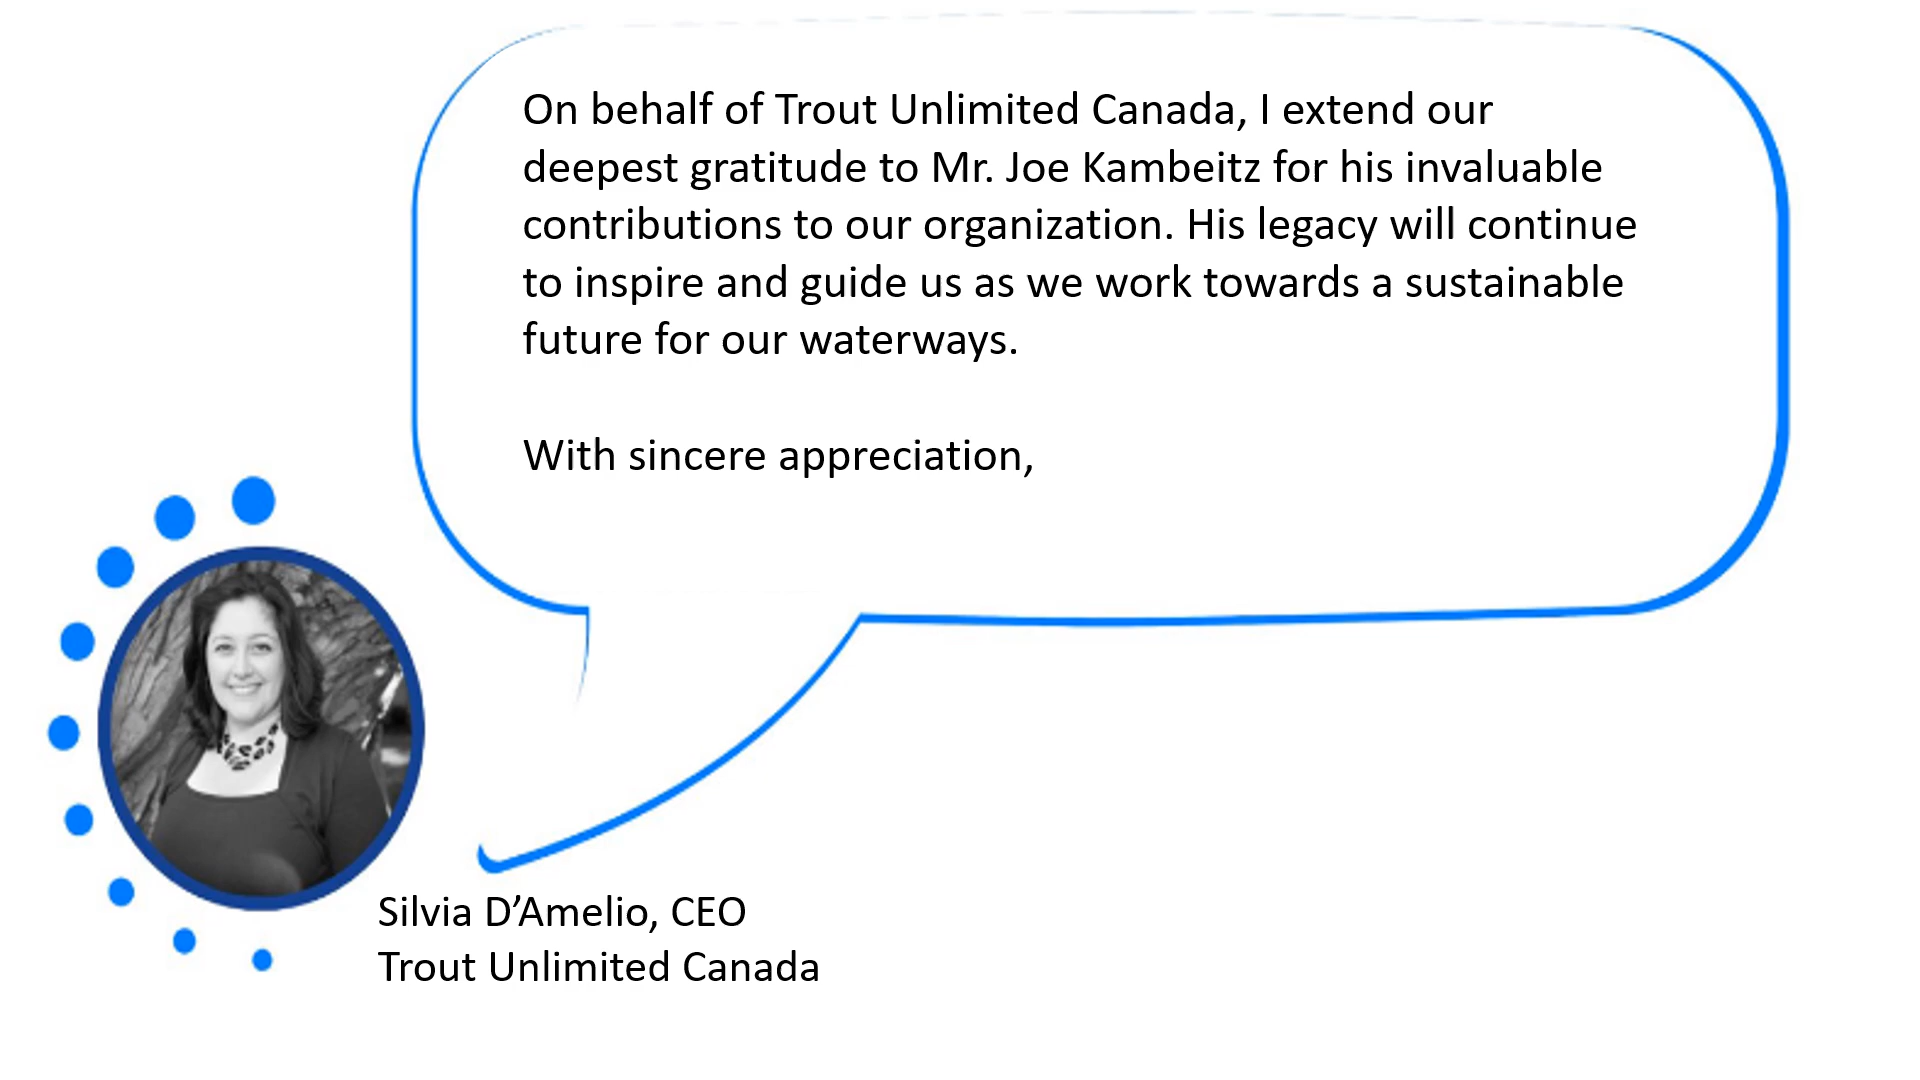 On behalf of Trout Unlimited Canada, I extend our
deepest gratitude to Mr. Joe Kambeitz for his invaluable
contributions to our organization. His legacy will continue
to inspire and guide us as we work towards a sustainable
future for our waterways.
With sincere appreciation,
Silvia D’Amelio, CEO
Trout Unlimited Canada